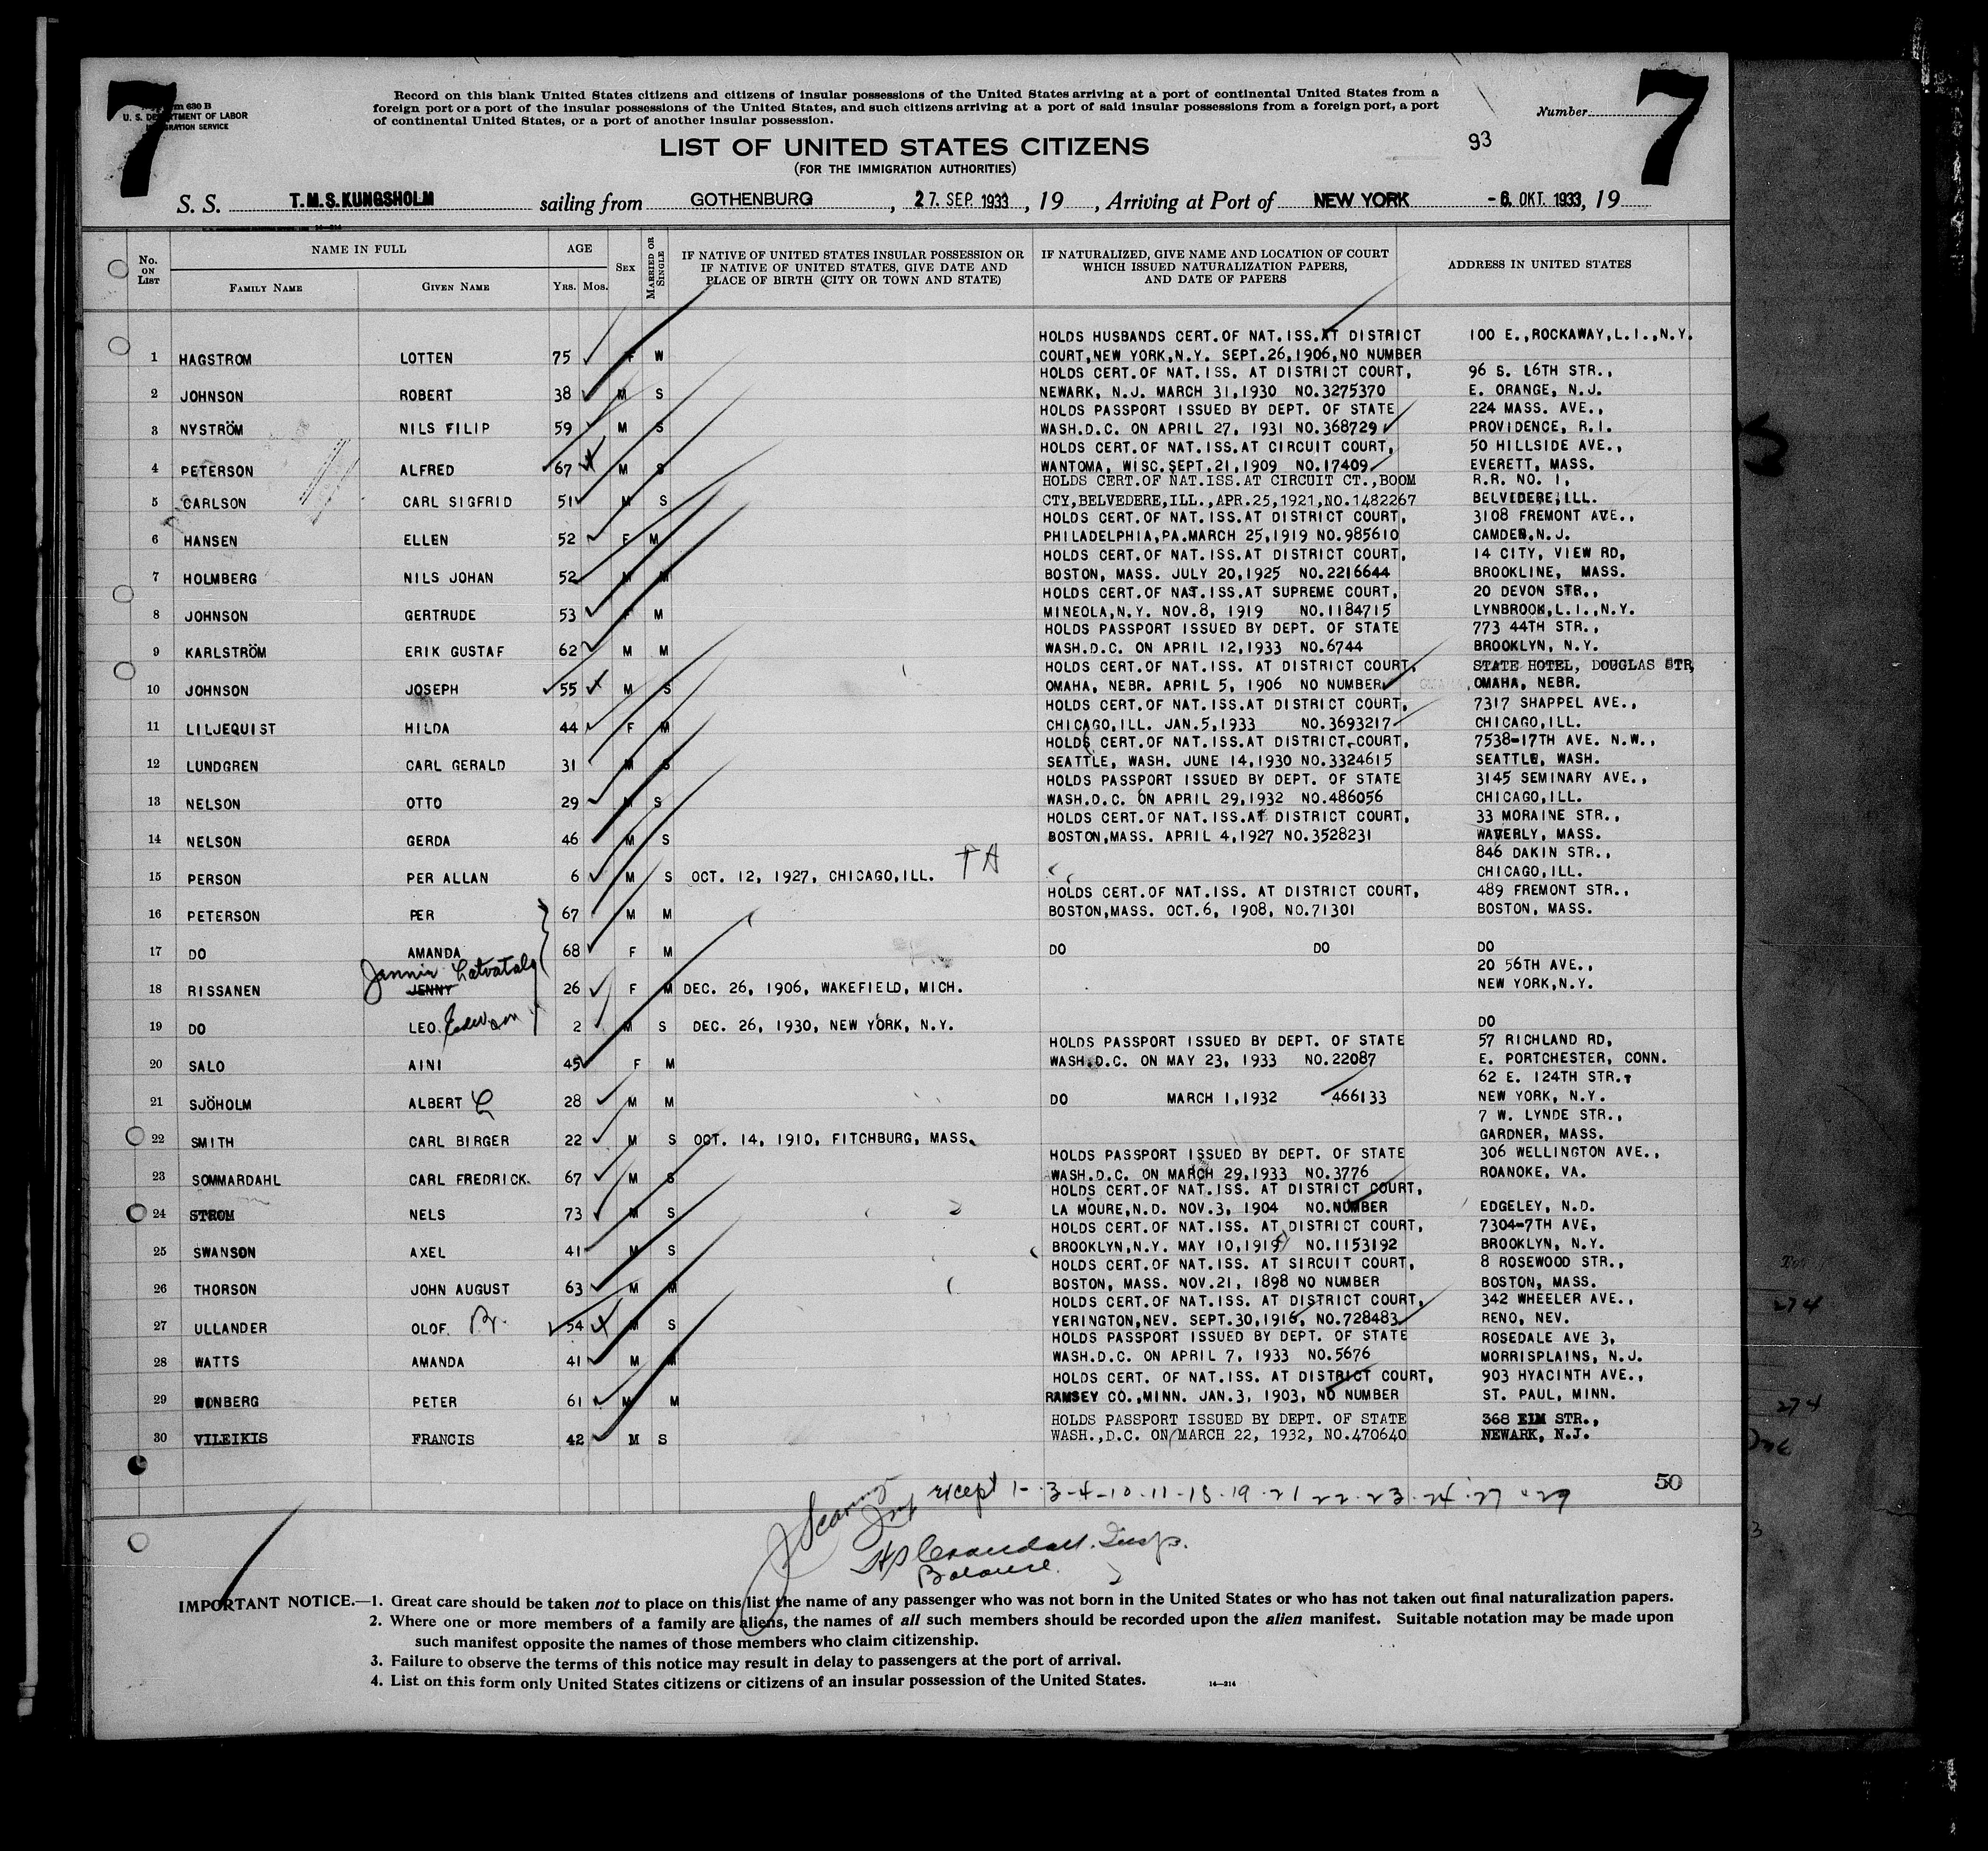 7 7
Form 630 B
U. S. DEPARTMENT OF LABOR
IMMIGRATION SERVICE
Record on this blank United States citizens and citizens of insular possessions of the United States arriving at a port of continental United States from a
foreign port or a port of the insular possessions of the United States, and such citizens arriving at a port of said insular possessions from a foreign port, a port
of continental United States, or a port of another insular possession.
Number
LIST OF UNITED STATES CITIZENS
93
(FOR THE IMMIGRATION AUTHORITIES)
S. S. T.M.S. KUNGSHOLM sailing from GOTHENBURG, 27. SEP. 1933, 19 , Arriving at Port of NEW YORK -6. OKT. 1933, 19
No. ON LIST NAME IN FULL FAMILY NAME GIVEN NAME AGE YRS. MOS. SEX MARRIED OR SINGLE
IF NATIVE OF UNITED STATES INSULAR POSSESSION OR
IF NATIVE OF UNITED STATES, GIVE DATE AND
PLACE OF BIRTH (CITY OR TOWN AND STATE)
IF NATURALIZED, GIVE NAME AND LOCATION OF COURT
WHICH ISSUED NATURALIZATION PAPERS,
AND DATE OF PAPERS
ADDRESS IN UNITED STATES
HOLDS HUSBANDS CERT.OF NAT.ISS.AT DISTRICT 100 E.,ROCKAWAY,L.I.,N.Y.
1 HAGSTROM LOTTEN 75 F W COURT,NEW YORK,N.Y. SEPT.26,1906,NO NUMBER
HOLDS CERT.OF NAT.ISS. AT DISTRICT COURT, 96 S. 16TH STR.,
2 JOHNSON ROBERT 38 M S NEWARK, N.J. MARCH 31,1930 NO.3275370 E. ORANGE, N.J.
HOLDS PASSPORT ISSUED BY DEPT. OF STATE 224 MASS. AVE.,
3 NYSTRÖM NILS FILIP 59 M S WASH.D.C. ON APRIL 27, 1931 NO.368729 PROVIDENCE, R.I.
HOLDS CERT.OF NAT.ISS.AT CIRCUIT COURT, 50 HILLSIDE AVE.,
4 PETERSON ALFRED 67 M S WANTOMA, WISC.SEPT.21,1909 NO.17409 EVERETT, MASS.
HOLDS CERT.OF NAT.ISS.AT CIRCUIT CT.,BOOM R.R. NO. 1,
5 CARLSON CARL SIGFRID 51 M S CTY,BELVEDERE,ILL.,APR.25,1921,NO.1482267 BELVIDERE,ILL.
HOLDS CERT.OF NAT.ISS.AT DISTRICT COURT, 3108 FREMONT AVE.,
6 HANSEN ELLEN 52 F M PHILADELPHIA,PA.MARCH 25,1919 NO.985610 CAMDEN,N.J.
HOLDS CERT.OF NAT.ISS.AT DISTRICT COURT, 14 CITY, VIEW RD,
7 HOLMBERG NILS JOHAN 52 M M BOSTON, MASS. JULY 20,1925 NO.2216644 BROOKLINE, MASS.
HOLDS CERT.OF NAT.ISS.AT SUPREME COURT, 20 DEVON STR.,
8 JOHNSON GERTRUDE 53 F M MINEOLA,N.Y. NOV.8, 1919 NO.1184715 LYNBROOK,L.I.,N.Y.
HOLDS PASSPORT ISSUED BY DEPT. OF STATE 773 44TH STR.,
9 KARLSTRÖM ERIK GUSTAF 62 M M WASH.D.C. ON APRIL 12,1933 NO.6744 BROOKLYN, N.Y.
HOLDS CERT.OF NAT.ISS. AT DISTRICT COURT, STATE HOTEL, DOUGLAS STR,
10 JOHNSON JOSEPH 55 M S OMAHA, NEBR. APRIL 5, 1906 NO NUMBER OMAHA, NEBR.
HOLDS CERT.OF NAT.ISS.AT DISTRICT COURT, 7317 SHAPPEL AVE.,
11 LILJEQUIST HILDA 44 F M CHICAGO,ILL. JAN.5,1933 NO.3693217 CHICAGO,ILL.
HOLDS CERT.OF NAT.ISS.AT DISTRICT COURT, 7538-17TH AVE. N.W.,
12 LUNDGREN CARL GERALD 31 M S SEATTLE, WASH. JUNE 14,1930 NO.3324615 SEATTLE, WASH.
HOLDS PASSPORT ISSUED BY DEPT. OF STATE 3145 SEMINARY AVE.,
13 NELSON OTTO 29 M S WASH.D.C. ON APRIL 29,1932 NO.486056 CHICAGO,ILL.
HOLDS CERT.OF NAT.ISS.AT DISTRICT COURT, 33 MORAINE STR.,
14 NELSON GERDA 46 M S BOSTON,MASS. APRIL 4,1927 NO.3528231 WAVERLY, MASS.
846 DAKIN STR.,
15 PERSON PER ALLAN 6 M S OCT. 12, 1927, CHICAGO,ILL. CHICAGO,ILL.
HOLDS CERT.OF NAT.ISS. AT DISTRICT COURT, 489 FREMONT STR.,
16 PETERSON PER 67 M M BOSTON,MASS. OCT.6, 1908, NO.71301 BOSTON, MASS.
17 DO AMANDA 68 F M DO DO DO
Jennie Latvatalo 20 56TH AVE.,
18 RISSANEN JENNY 26 F M DEC. 26, 1906, WAKEFIELD, MICH. NEW YORK,N.Y.
19 DO LEO 2 M S DEC. 26, 1930, NEW YORK, N.Y. DO
HOLDS PASSPORT ISSUED BY DEPT. OF STATE 57 RICHLAND RD,
20 SALO AINI 45 F M WASH.D.C. ON MAY 23, 1933 NO.22087 E. PORTCHESTER, CONN.
62 E. 124TH STR.,
21 SJÖHOLM ALBERT 28 M M DO MARCH 1,1932 466133 NEW YORK, N.Y.
7 W. LYNDE STR.,
22 SMITH CARL BIRGER 22 M S OCT. 14, 1910, FITCHBURG, MASS. GARDNER, MASS.
HOLDS PASSPORT ISSUED BY DEPT. OF STATE 306 WELLINGTON AVE.,
23 SOMMARDAHL CARL FREDRICK. 67 M S WASH.D.C. ON MARCH 29,1933 NO.3776 ROANOKE, VA.
HOLDS CERT.OF NAT.ISS. AT DISTRICT COURT,
24 STROM NELS 73 M S LA MOURE,N.D. NOV.3, 1904 NO.NUMBER EDGELEY, N.D.
HOLDS CERT.OF NAT.ISS. AT DISTRICT COURT, 7304-7TH AVE,
25 SWANSON AXEL 41 M S BROOKLYN,N.Y. MAY 10,1919 NO.1153192 BROOKLYN, N.Y.
HOLDS CERT.OF NAT.ISS. AT SIRCUIT COURT, 8 ROSEWOOD STR.,
26 THORSON JOHN AUGUST 63 M M BOSTON, MASS. NOV.21, 1898 NO NUMBER BOSTON, MASS.
HOLDS CERT.OF NAT.ISS. AT DISTRICT COURT, 342 WHEELER AVE.,
27 ULLANDER OLOF. 54 M S YERINGTON,NEV. SEPT.30,1916, NO.728483 RENO, NEV.
HOLDS PASSPORT ISSUED BY DEPT. OF STATE ROSEDALE AVE 3,
28 WATTS AMANDA 41 M M WASH.D.C. ON APRIL 7, 1933 NO.5676 MORRISPLAINS, N.J.
HOLDS CERT. OF NAT.ISS. AT DISTRICT COURT, 903 HYACINTH AVE.,
29 WONBERG PETER 61 M M RAMSEY CO.,MINN. JAN.3, 1903, NO NUMBER ST. PAUL, MINN.
HOLDS PASSPORT ISSUED BY DEPT. OF STATE 368 ELM STR.,
30 VILEIKIS FRANCIS 42 M S WASH.,D.C. ON MARCH 22, 1932, NO.470640 NEWARK, N.J.
50
except 1-3-4-10-11-18-19-21 22-23-24-27 29
IMPORTANT NOTICE.—1. Great care should be taken not to place on this list the name of any passenger who was not born in the United States or who has not taken out final naturalization papers.
2. Where one or more members of a family are aliens, the names of all such members should be recorded upon the alien manifest. Suitable notation may be made upon
such manifest opposite the names of those members who claim citizenship.
3. Failure to observe the terms of this notice may result in delay to passengers at the port of arrival.
4. List on this form only United States citizens or citizens of an insular possession of the United States.
14—214